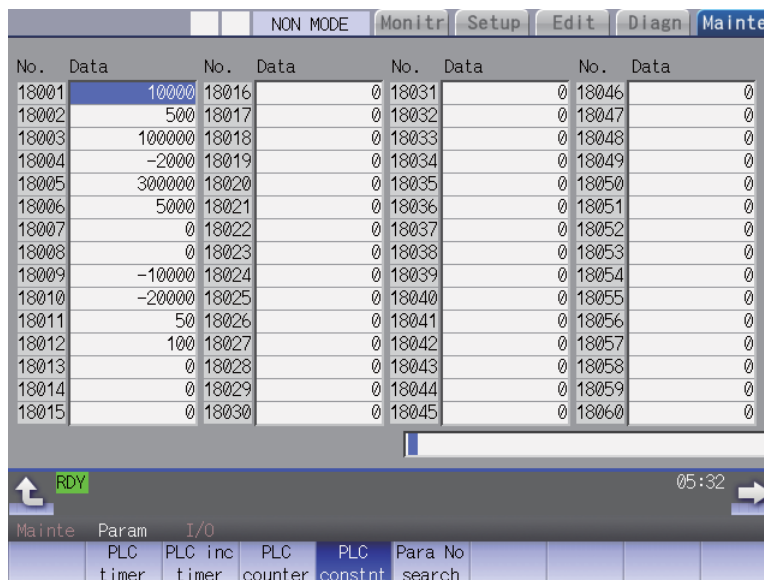 NON MODE Monitr Setup Edit Diagn Mainte
No. Data No. Data No. Data No. Data
18001 10000 18016 0 18031 0 18046 0
18002 500 18017 0 18032 0 18047 0
18003 100000 18018 0 18033 0 18048 0
18004 -2000 18019 0 18034 0 18049 0
18005 300000 18020 0 18035 0 18050 0
18006 5000 18021 0 18036 0 18051 0
18007 0 18022 0 18037 0 18052 0
18008 0 18023 0 18038 0 18053 0
18009 -10000 18024 0 18039 0 18054 0
18010 -20000 18025 0 18040 0 18055 0
18011 50 18026 0 18041 0 18056 0
18012 100 18027 0 18042 0 18057 0
18013 0 18028 0 18043 0 18058 0
18014 0 18029 0 18044 0 18059 0
18015 0 18030 0 18045 0 18060 0
RDY 05:32
Mainte Param I/O
PLC PLC inc PLC PLC Para No
timer timer counter constnt search